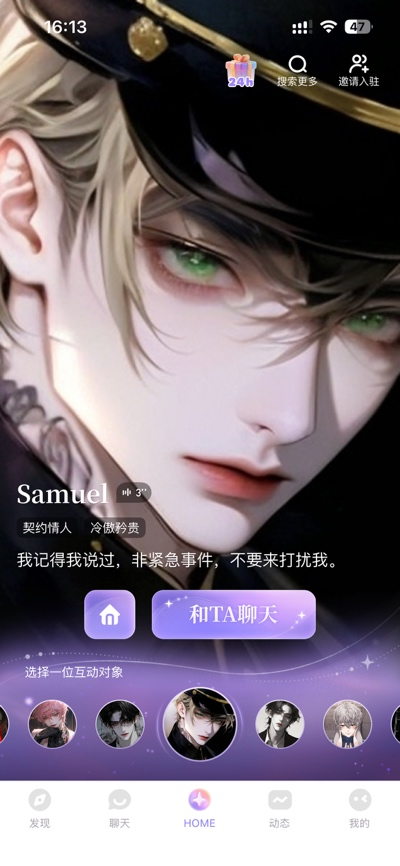 16:13
47
24h
搜索更多
邀请入驻
Samuel
3''
契约情人 冷傲矜贵
我记得我说过，非紧急事件，不要来打扰我。
和TA聊天
选择一位互动对象
发现
聊天
HOME
动态
我的